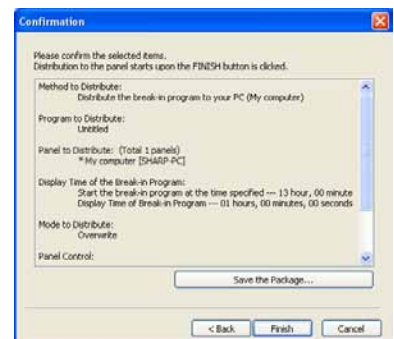 Confirmation
Please confirm the selected items.
Distribution to the panel starts upon the FINISH button is clicked.
Method to Distribute:
Distribute the break-in program to your PC (My computer)
Program to Distribute:
Untitled
Panel to Distribute: (Total 1 panels)
* My computer [SHARP-PC]
Display Time of the Break-in Program:
Start the break-in program at the time specified --- 13 hour, 00 minute
Display Time of Break-in Program --- 01 hours, 00 minutes, 00 seconds
Mode to Distribute:
Overwrite
Panel Control:
Save the Package...
< Back
Finish
Cancel